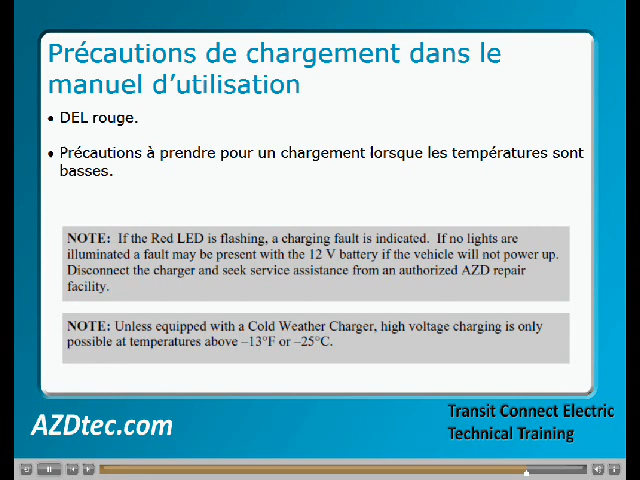 Précautions de chargement dans le
manuel d’utilisation
• DEL rouge.
• Précautions à prendre pour un chargement lorsque les températures sont
basses.
NOTE: If the Red LED is flashing, a charging fault is indicated. If no lights are
illuminated a fault may be present with the 12 V battery if the vehicle will not power up.
Disconnect the charger and seek service assistance from an authorized AZD repair
facility.
NOTE: Unless equipped with a Cold Weather Charger, high voltage charging is only
possible at temperatures above –13°F or –25°C.
AZDtec.com
Transit Connect Electric
Technical Training